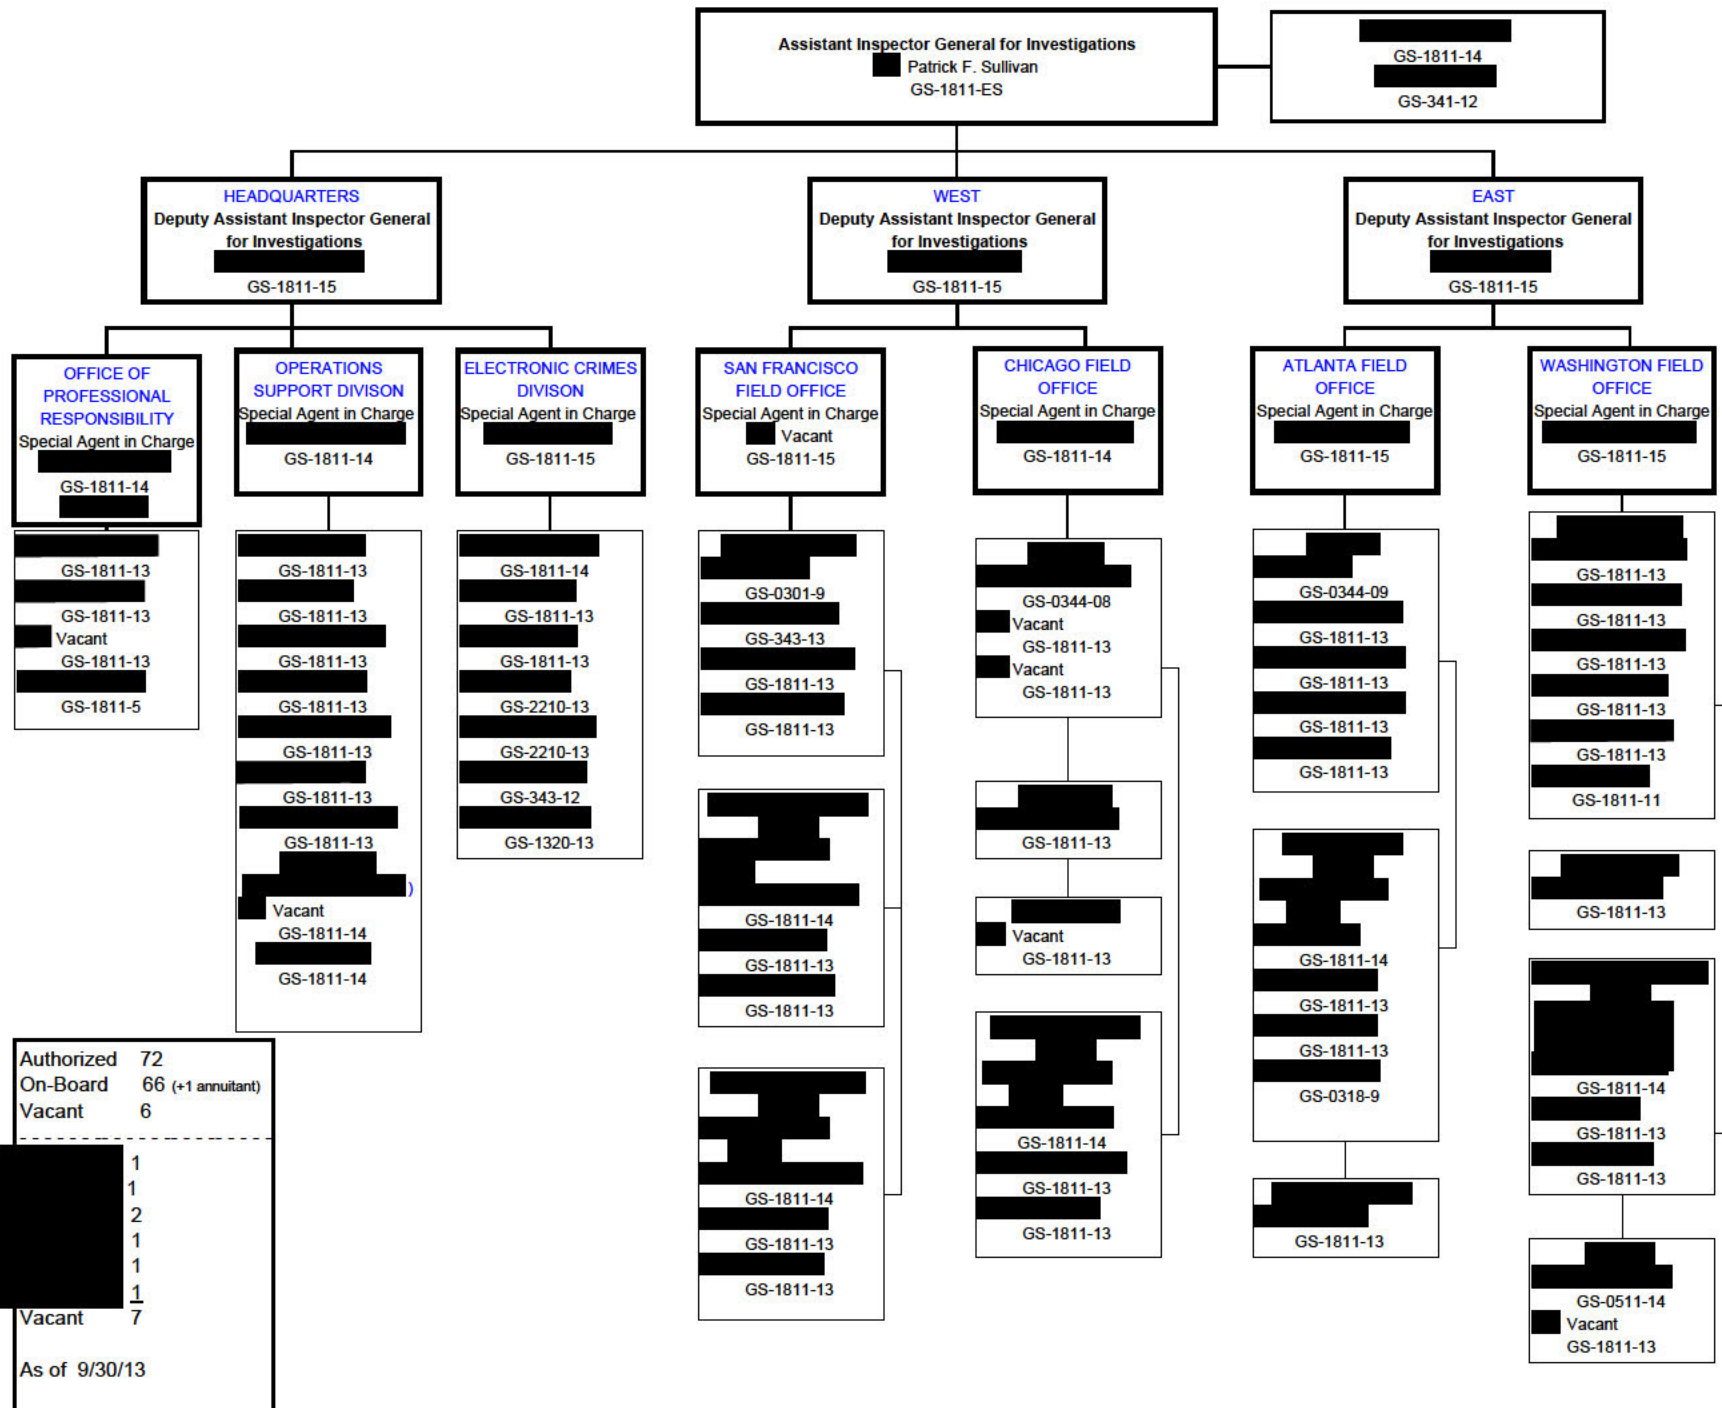 Assistant Inspector General for Investigations
Patrick F. Sullivan
GS-1811-ES
GS-1811-14
GS-341-12
HEADQUARTERS
Deputy Assistant Inspector General
for Investigations
GS-1811-15
WEST
Deputy Assistant Inspector General
for Investigations
GS-1811-15
EAST
Deputy Assistant Inspector General
for Investigations
GS-1811-15
OFFICE OF
PROFESSIONAL
RESPONSIBILITY
Special Agent in Charge
GS-1811-14
GS-1811-13
GS-1811-13
Vacant
GS-1811-13
GS-1811-5
OPERATIONS
SUPPORT DIVISON
Special Agent in Charge
GS-1811-14
GS-1811-13
GS-1811-13
GS-1811-13
GS-1811-13
GS-1811-13
GS-1811-13
GS-1811-13
)
Vacant
GS-1811-14
GS-1811-14
ELECTRONIC CRIMES
DIVISON
Special Agent in Charge
GS-1811-15
GS-1811-14
GS-1811-13
GS-1811-13
GS-2210-13
GS-2210-13
GS-343-12
GS-1320-13
SAN FRANCISCO
FIELD OFFICE
Special Agent in Charge
Vacant
GS-1811-15
GS-0301-9
GS-343-13
GS-1811-13
GS-1811-13
GS-1811-14
GS-1811-13
GS-1811-13
GS-1811-14
GS-1811-13
GS-1811-13
CHICAGO FIELD
OFFICE
Special Agent in Charge
GS-1811-14
GS-0344-08
Vacant
GS-1811-13
Vacant
GS-1811-13
GS-1811-13
Vacant
GS-1811-13
GS-1811-14
GS-1811-13
GS-1811-13
ATLANTA FIELD
OFFICE
Special Agent in Charge
GS-1811-15
GS-0344-09
GS-1811-13
GS-1811-13
GS-1811-13
GS-1811-13
GS-1811-14
GS-1811-13
GS-1811-13
GS-0318-9
GS-1811-13
WASHINGTON FIELD
OFFICE
Special Agent in Charge
GS-1811-15
GS-1811-13
GS-1811-13
GS-1811-13
GS-1811-13
GS-1811-13
GS-1811-11
GS-1811-13
GS-1811-14
GS-1811-13
GS-1811-13
GS-0511-14
Vacant
GS-1811-13
Authorized 72
On-Board 66 (+1 annuitant)
Vacant 6
1
1
2
1
1
1
Vacant 7
As of 9/30/13